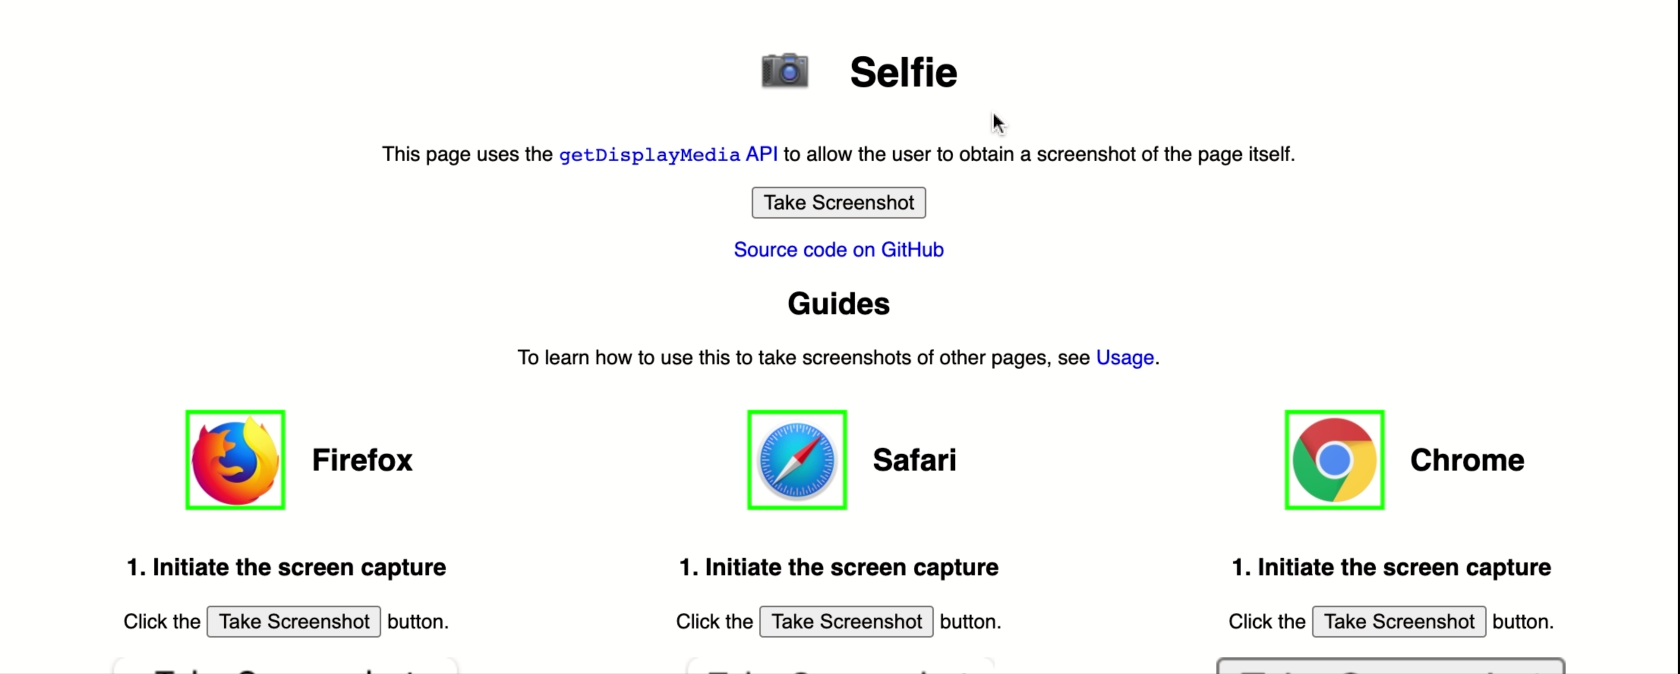 Selfie
This page uses the getDisplayMedia API to allow the user to obtain a screenshot of the page itself.
Take Screenshot
Source code on GitHub
Guides
To learn how to use this to take screenshots of other pages, see Usage.
Firefox
Safari
Chrome
1. Initiate the screen capture
1. Initiate the screen capture
1. Initiate the screen capture
Click the Take Screenshot button.
Click the Take Screenshot button.
Click the Take Screenshot button.